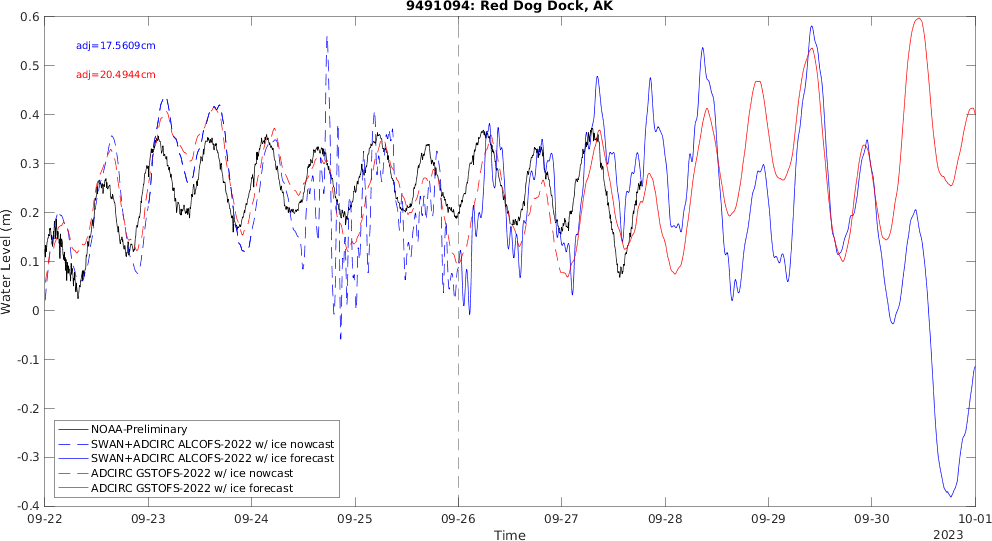 9491094: Red Dog Dock, AK
adj=17.5609cm
adj=20.4944cm
Water Level (m)
0.6
0.5
0.4
0.3
0.2
0.1
0
-0.1
-0.2
-0.3
-0.4
NOAA-Preliminary
SWAN+ADCIRC ALCOFS-2022 w/ ice nowcast
SWAN+ADCIRC ALCOFS-2022 w/ ice forecast
ADCIRC GSTOFS-2022 w/ ice nowcast
ADCIRC GSTOFS-2022 w/ ice forecast
09-22 09-23 09-24 09-25 09-26 09-27 09-28 09-29 09-30 10-01
Time
2023